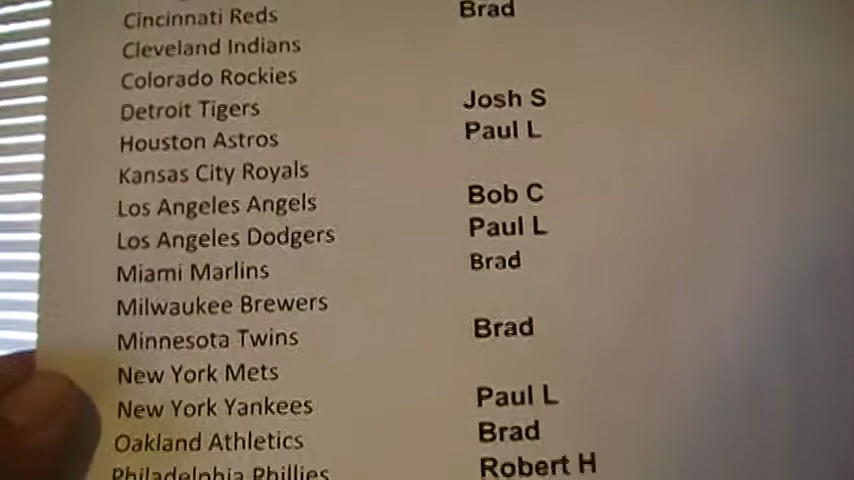 Cincinnati Reds Brad
Cleveland Indians
Colorado Rockies
Detroit Tigers Josh S
Houston Astros Paul L
Kansas City Royals
Los Angeles Angels Bob C
Los Angeles Dodgers Paul L
Miami Marlins Brad
Milwaukee Brewers
Minnesota Twins Brad
New York Mets
New York Yankees Paul L
Oakland Athletics Brad
Philadelphia Phillies Robert H